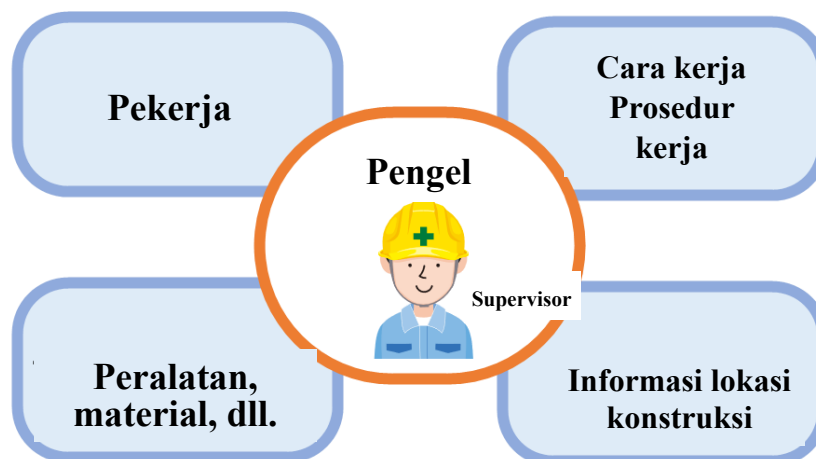 Pekerja
Cara kerja
Prosedur
kerja
Pengel
Supervisor
Peralatan,
material, dll.
Informasi lokasi
konstruksi